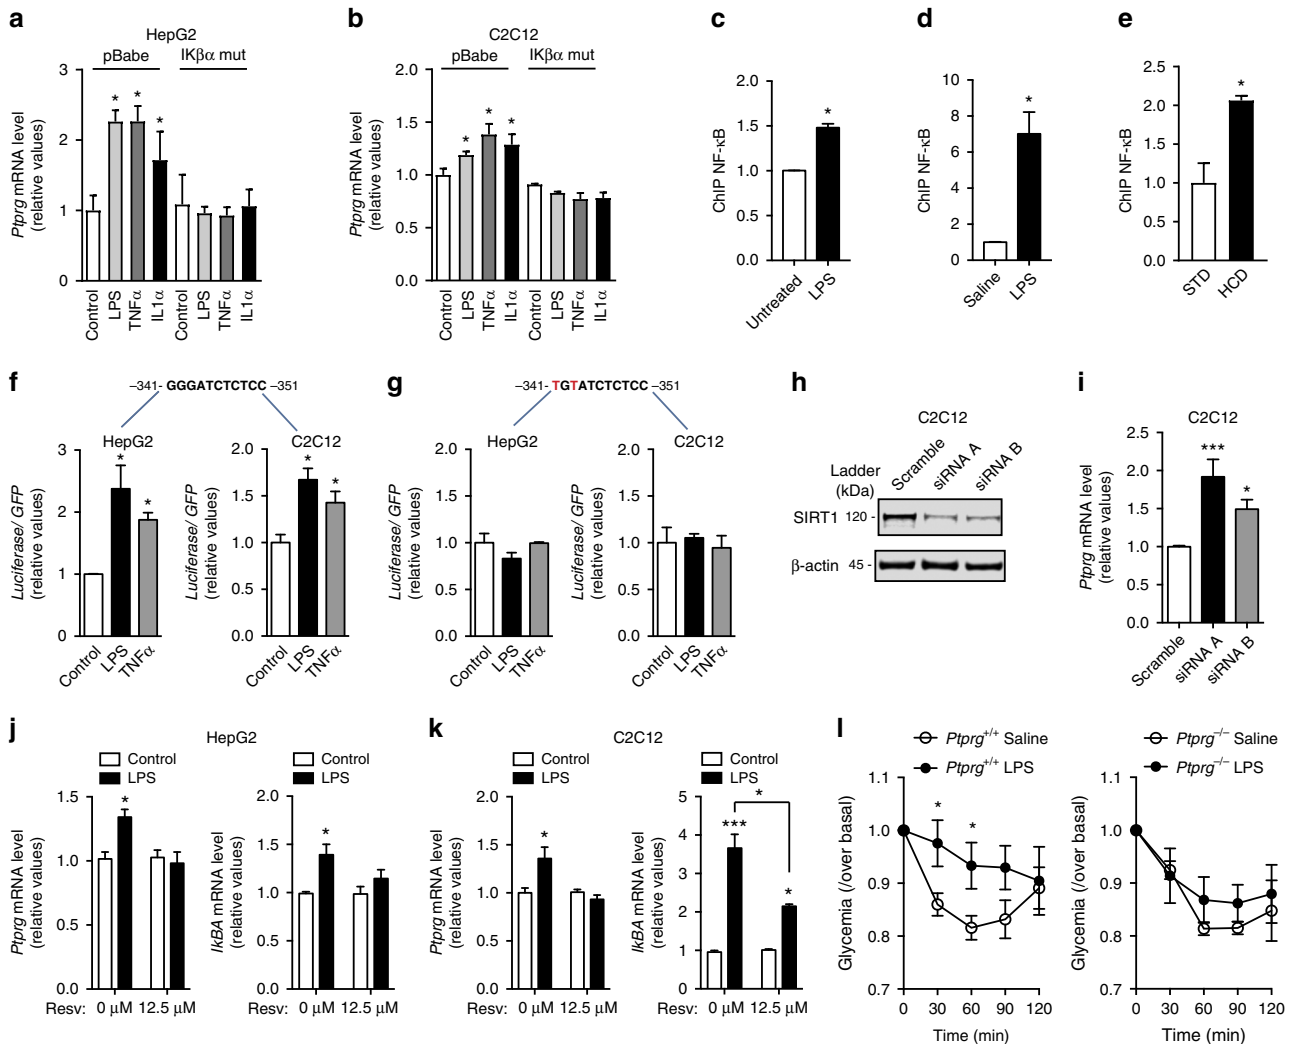 a
HepG2
pBabe
IKβα mut
Ptprg mRNA level
(relative values)
3
2
1
0
*
*
*
Control
LPS
TNFα
IL1α
Control
LPS
TNFα
IL1α
b
C2C12
pBabe
IKβα mut
Ptprg mRNA level
(relative values)
2.0
1.5
1.0
0.5
0.0
*
*
*
Control
LPS
TNFα
IL1α
Control
LPS
TNFα
IL1α
c
ChIP NF-κB
2.0
1.5
1.0
0.5
0.0
*
Untreated
LPS
d
ChIP NF-κB
10
8
6
4
2
0
*
Saline
LPS
e
ChIP NF-κB
2.5
2.0
1.5
1.0
0.5
0.0
*
STD
HCD
f
–341- GGGATCTCTCC –351
HepG2
Luciferase/ GFP
(relative values)
3
2
1
0
*
*
Control
LPS
TNFα
C2C12
Luciferase/ GFP
(relative values)
2.0
1.5
1.0
0.5
0.0
*
*
Control
LPS
TNFα
g
–341- TGTATCTCTCC –351
HepG2
Luciferase/ GFP
(relative values)
2.0
1.5
1.0
0.5
0.0
Control
LPS
TNFα
C2C12
Luciferase/ GFP
(relative values)
2.0
1.5
1.0
0.5
0.0
Control
LPS
TNFα
h
C2C12
Ladder
(kDa)
Scramble
siRNA A
siRNA B
SIRT1 120 -
β-actin 45 -
i
C2C12
Ptprg mRNA level
(relative values)
2.5
2.0
1.5
1.0
0.5
0.0
***
*
Scramble
siRNA A
siRNA B
j
HepG2
Control
LPS
Ptprg mRNA level
(relative values)
1.5
1.0
0.5
0.0
*
Resv: 0 μM 12.5 μM
Control
LPS
IkBA mRNA level
(relative values)
2.0
1.5
1.0
0.5
0.0
*
0 μM 12.5 μM
k
C2C12
Control
LPS
Ptprg mRNA level
(relative values)
2.0
1.5
1.0
0.5
0.0
*
Resv: 0 μM 12.5 μM
Control
LPS
IkBA mRNA level
(relative values)
5
4
3
2
1
0
***
*
*
0 μM 12.5 μM
l
Ptprg+/+ Saline
Ptprg+/+ LPS
Glycemia (/over basal)
1.1
1.0
0.9
0.8
0.7
*
*
0 30 60 90 120
Time (min)
Ptprg–/– Saline
Ptprg–/– LPS
Glycemia (/over basal)
1.1
1.0
0.9
0.8
0.7
0 30 60 90 120
Time (min)